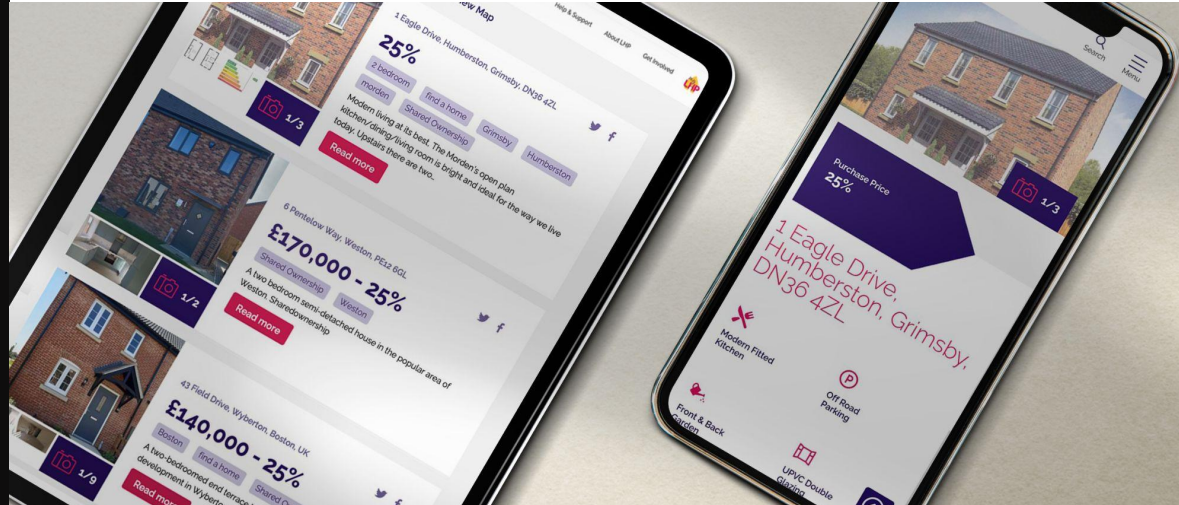 View Map
Help & Support
About LHP
Get Involved
LHP
1 Eagle Drive, Humberston, Grimsby, DN36 4ZL
25%
2 bedroom
find a home
Grimsby
Humberston
morden
Shared Ownership
Modern living at its best. The Morden's open plan
kitchen/dining/living room is bright and ideal for the way we live
today. Upstairs there are two...
Read more
1/3
6 Pentelow Way, Weston, PE12 6GL
£170,000 - 25%
Shared Ownership
Weston
A two bedroom semi-detached house in the popular area of
Weston. Sharedownership
Read more
1/2
43 Field Drive, Wyberton, Boston, UK
£140,000 - 25%
Boston
find a home
Shared
A two-bedroomed end terrace
development in
Read more
1/9
Search
Menu
1/3
Purchase Price
25%
1 Eagle Drive,
Humberston, Grimsby,
DN36 4ZL
Modern Fitted
Kitchen
P
Off Road
Parking
Front & Back
Garden
UPVC Double
Glazing